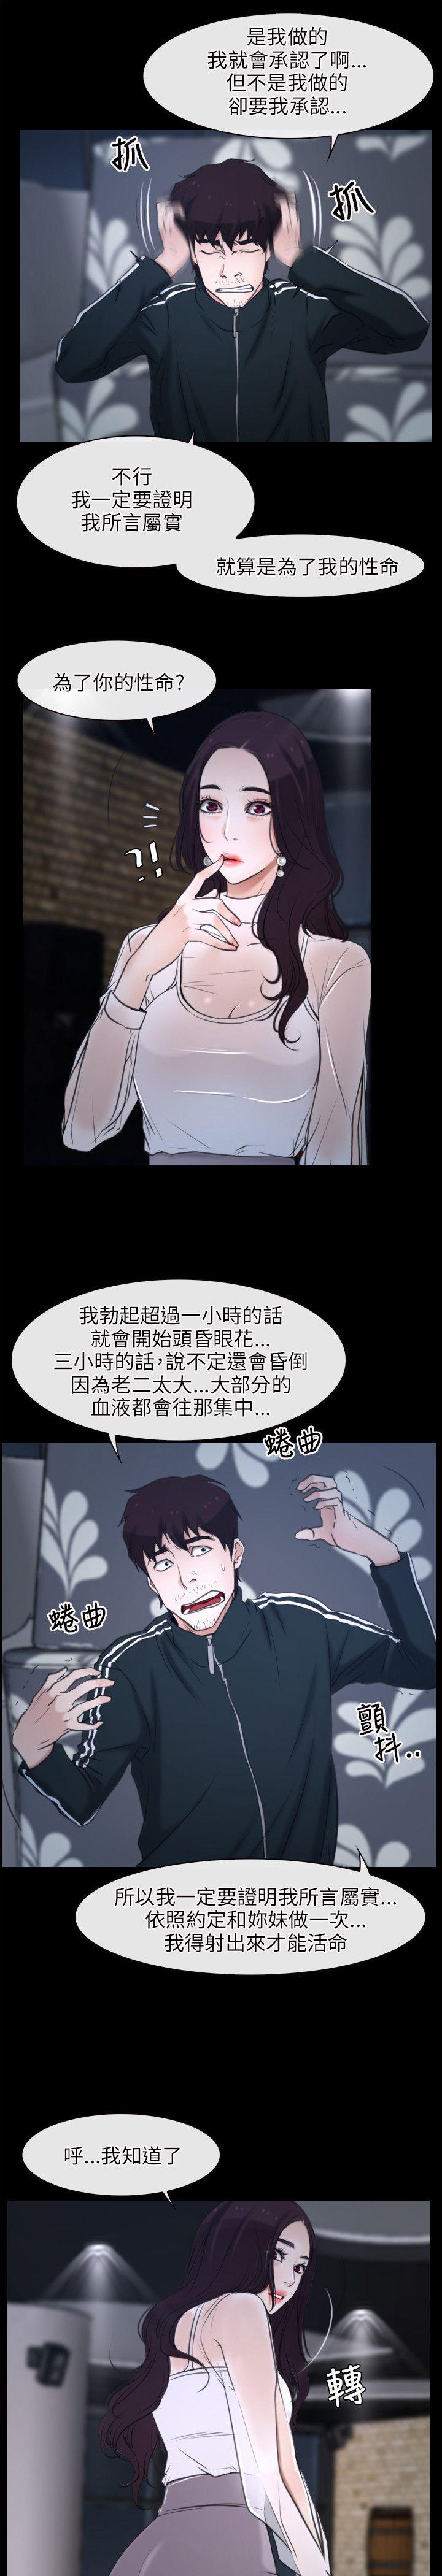 是我做的
我就會承認了啊...
但不是我做的
卻要我承認...
抓
抓
不行
我一定要證明
我所言屬實
就算是為了我的性命
為了你的性命?
?!
我勃起超過一小時的話
就會開始頭昏眼花...
三小時的話,說不定還會昏倒
因為老二太大...大部分的
血液都會往那集中...
蜷曲
蜷曲
顫
抖..
所以我一定要證明我所言屬實...
依照約定和妳妹做一次...
我得射出來才能活命
呼...我知道了
轉